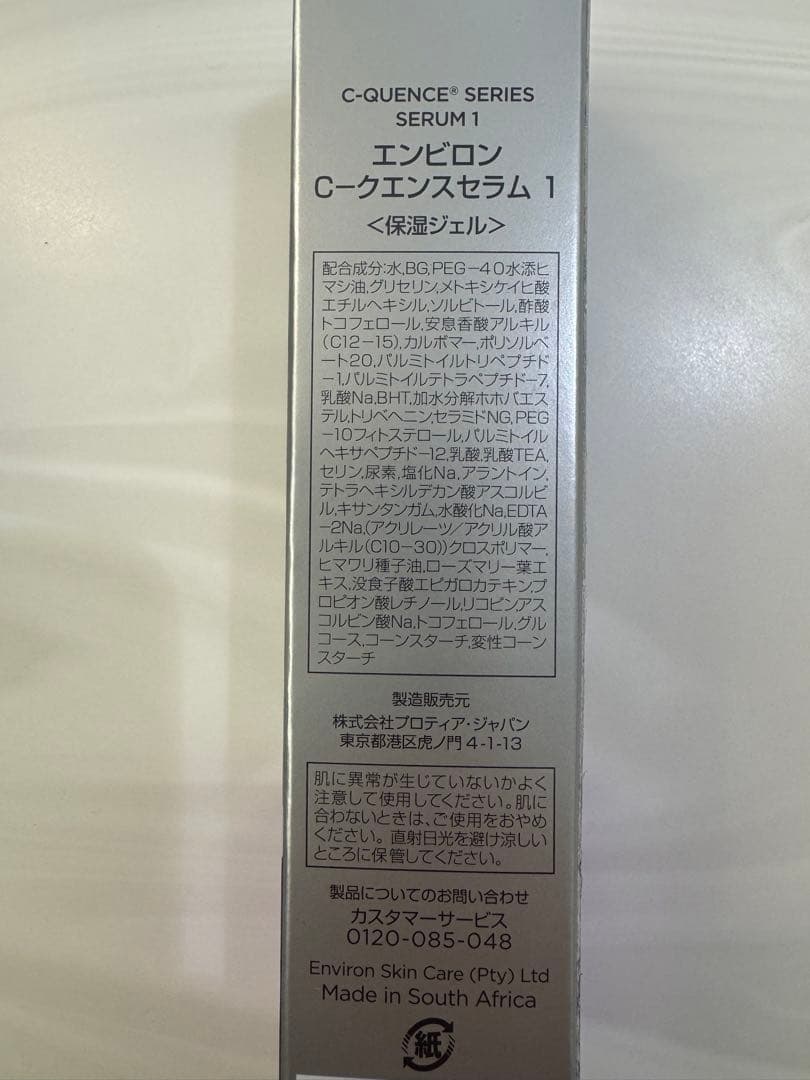 C-QUENCE® SERIES
SERUM 1
エンビロン
C−クエンスセラム 1
＜保湿ジェル＞
配合成分:水,BG,PEG−40水添ヒ
マシ油,グリセリン,メトキシケイヒ酸
エチルヘキシル,ソルビトール,酢酸
トコフェロール,安息香酸アルキル
(C12−15),カルボマー,ポリソルベ
ート20,パルミトイルトリペプチド
−1,パルミトイルテトラペプチド−7,
乳酸Na,BHT,加水分解ホホバエス
テル,トリベヘニン,セラミドNG,PEG
−10フィトステロール,パルミトイル
ヘキサペプチド−12,乳酸,乳酸TEA,
セリン,尿素,塩化Na,アラントイン,
テトラヘキシルデカン酸アスコルビ
ル,キサンタンガム,水酸化Na,EDTA
−2Na,(アクリレーツ／アクリル酸ア
ルキル(C10−30))クロスポリマー,
ヒマワリ種子油,ローズマリー葉エ
キス,没食子酸エピガロカテキン,プ
ロピオン酸レチノール,リコピン,アス
コルビン酸Na,トコフェロール,グル
コース,コーンスターチ,変性コーン
スターチ
製造販売元
株式会社プロティア・ジャパン
東京都港区虎ノ門 4-1-13
肌に異常が生じていないかよく
注意して使用してください。肌に
合わないときは、ご使用をおやめ
ください。直射日光を避け涼しい
ところに保管してください。
製品についてのお問い合わせ
カスタマーサービス
0120-085-048
Environ Skin Care (Pty) Ltd
Made in South Africa
紙